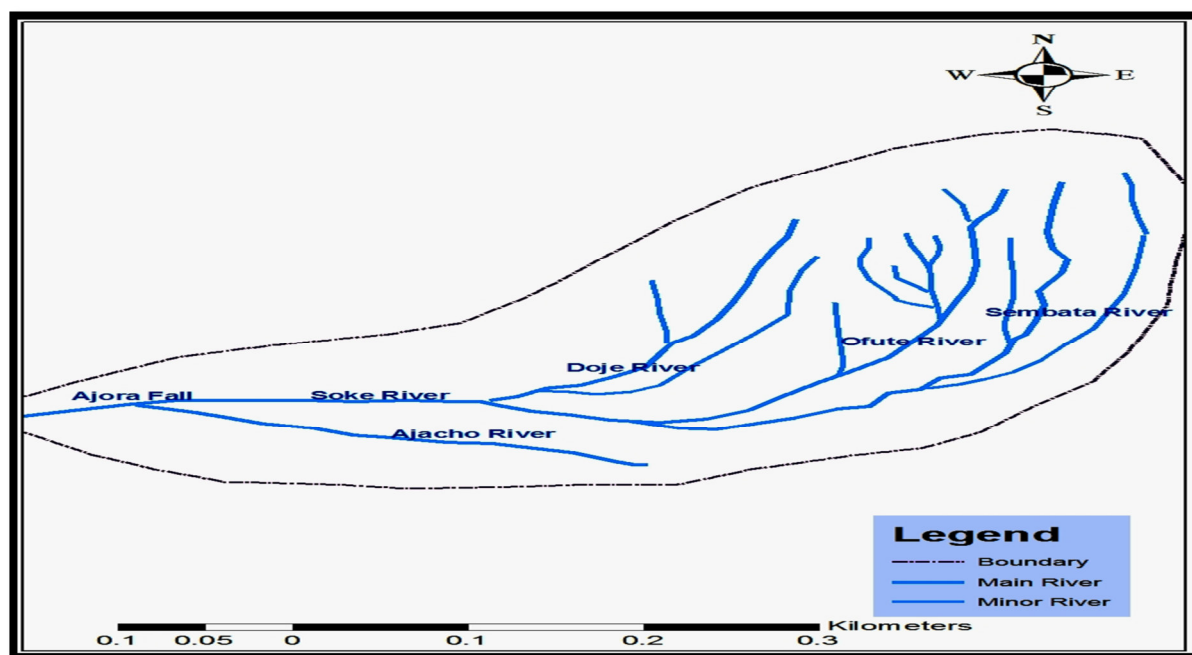 N
W E
S
Sembata River
Ofute River
Doje River
Ajora Fall
Soke River
Ajacho River
Legend
Boundary
Main River
Minor River
0.1 0.05 0 0.1 0.2 0.3 Kilometers